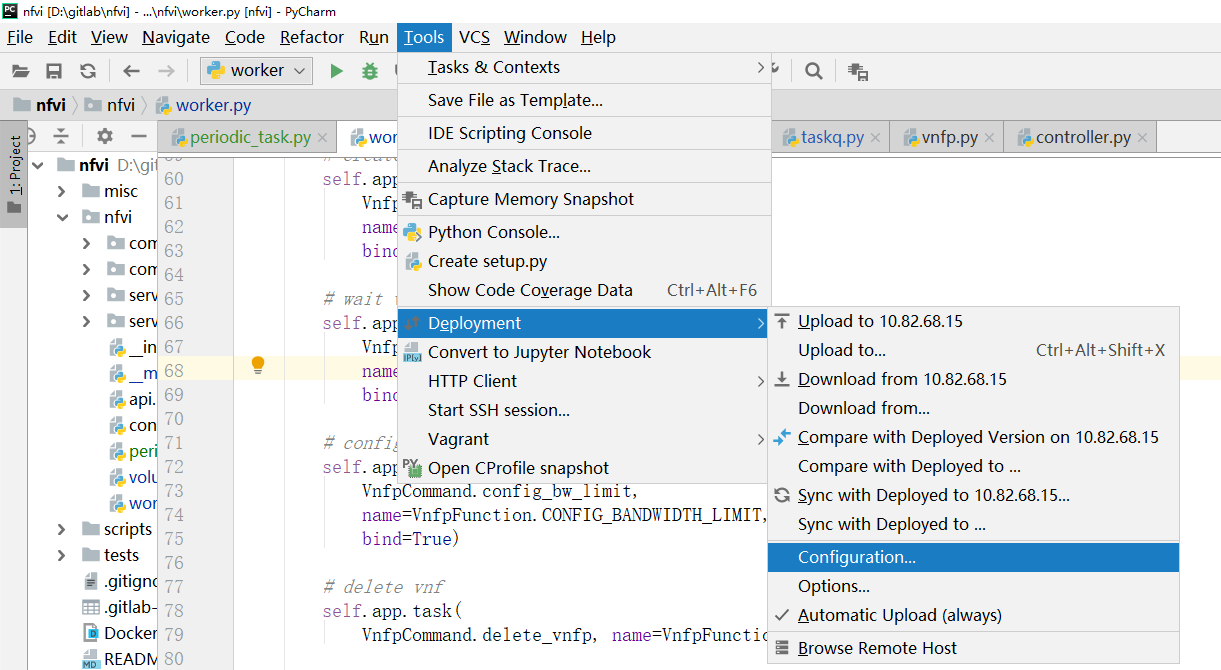 nfvi [D:\gitlab\nfvi] - ...\nfvi\worker.py [nfvi] - PyCharm
File Edit View Navigate Code Refactor Run Tools VCS Window Help
worker
nfvi nfvi worker.py
periodic_task.py wor taskq.py vnfp.py controller.py
1: Project
nfvi D:\git
misc
nfvi
com
com
serv
serv
__in
__m
api.
con
peri
volu
wor
scripts
tests
.gitigno
.gitlab-
Docker
READM
# create
60 self.app
61 Vnfp
62 name
63 bind
64
65 # wait
66 self.app
67 Vnfp
68 name
69 bind
70
71 # config
72 self.app
73 VnfpCommand.config_bw_limit,
74 name=VnfpFunction.CONFIG_BANDWIDTH_LIMIT,
75 bind=True)
76
77 # delete vnf
78 self.app.task(
79 VnfpCommand.delete_vnfp, name=VnfpFunctio
80
Tasks & Contexts
Save File as Template...
IDE Scripting Console
Analyze Stack Trace...
Capture Memory Snapshot
Python Console...
Create setup.py
Show Code Coverage Data Ctrl+Alt+F6
Deployment
Convert to Jupyter Notebook
HTTP Client
Start SSH session...
Vagrant
Open CProfile snapshot
Upload to 10.82.68.15
Upload to... Ctrl+Alt+Shift+X
Download from 10.82.68.15
Download from...
Compare with Deployed Version on 10.82.68.15
Compare with Deployed to ...
Sync with Deployed to 10.82.68.15...
Sync with Deployed to ...
Configuration...
Options...
Automatic Upload (always)
Browse Remote Host